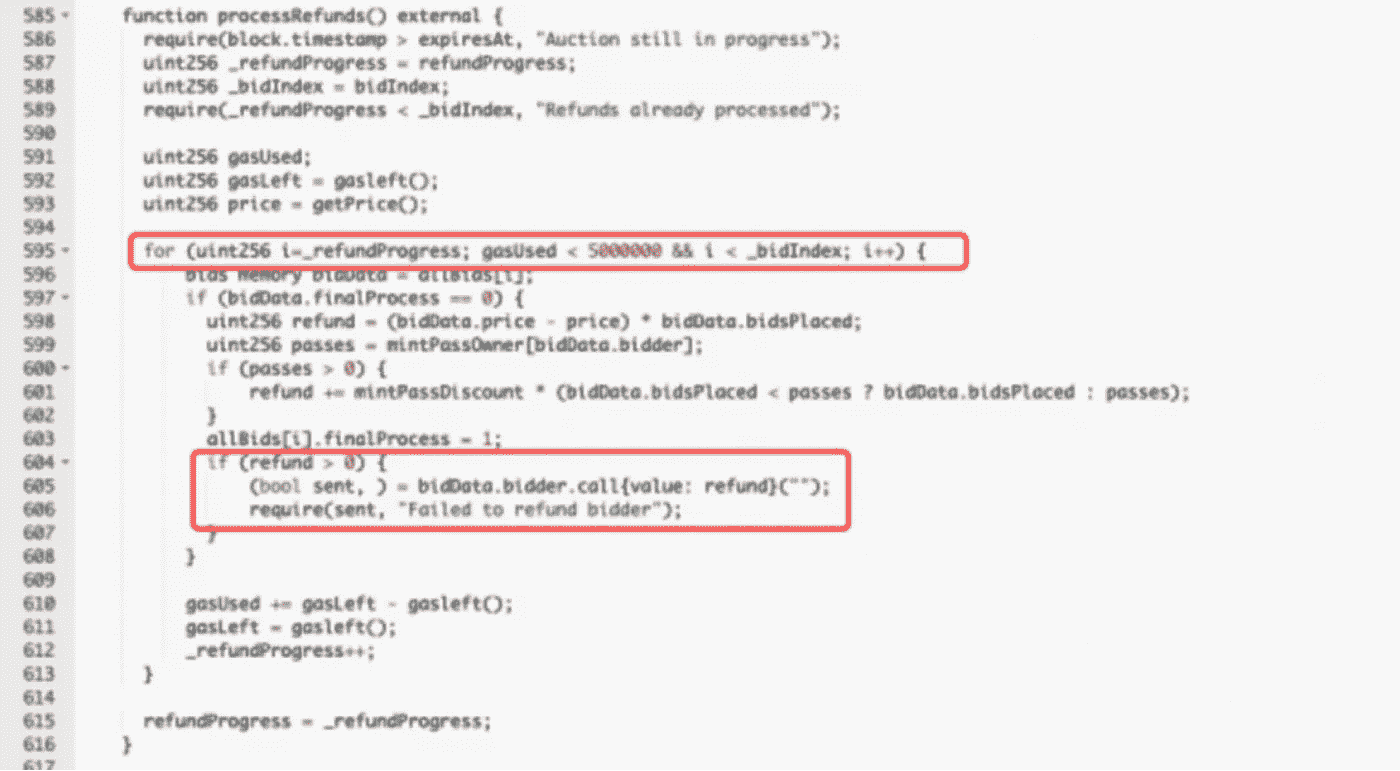 585 function processRefunds() external {
586 require(block.timestamp > expiresAt, "Auction still in progress");
587 uint256 _refundProgress = refundProgress;
588 uint256 _bidIndex = bidIndex;
589 require(_refundProgress < _bidIndex, "Refunds already processed");
590
591 uint256 gasUsed;
592 uint256 gasLeft = gasleft();
593 uint256 price = getPrice();
594
595 for (uint256 i=_refundProgress; gasUsed < 5000000 && i < _bidIndex; i++) {
596 bids memory bidData = allBids[i];
597 if (bidData.finalProcess == 0) {
598 uint256 refund = (bidData.price - price) * bidData.bidsPlaced;
599 uint256 passes = mintPassOwner[bidData.bidder];
600 if (passes > 0) {
601 refund += mintPassDiscount * (bidData.bidsPlaced < passes ? bidData.bidsPlaced : passes);
602 }
603 allBids[i].finalProcess = 1;
604 if (refund > 0) {
605 (bool sent, ) = bidData.bidder.call{value: refund}("");
606 require(sent, "Failed to refund bidder");
607 }
608 }
609
610 gasUsed += gasLeft - gasleft();
611 gasLeft = gasleft();
612 _refundProgress++;
613 }
614
615 refundProgress = _refundProgress;
616 }
617